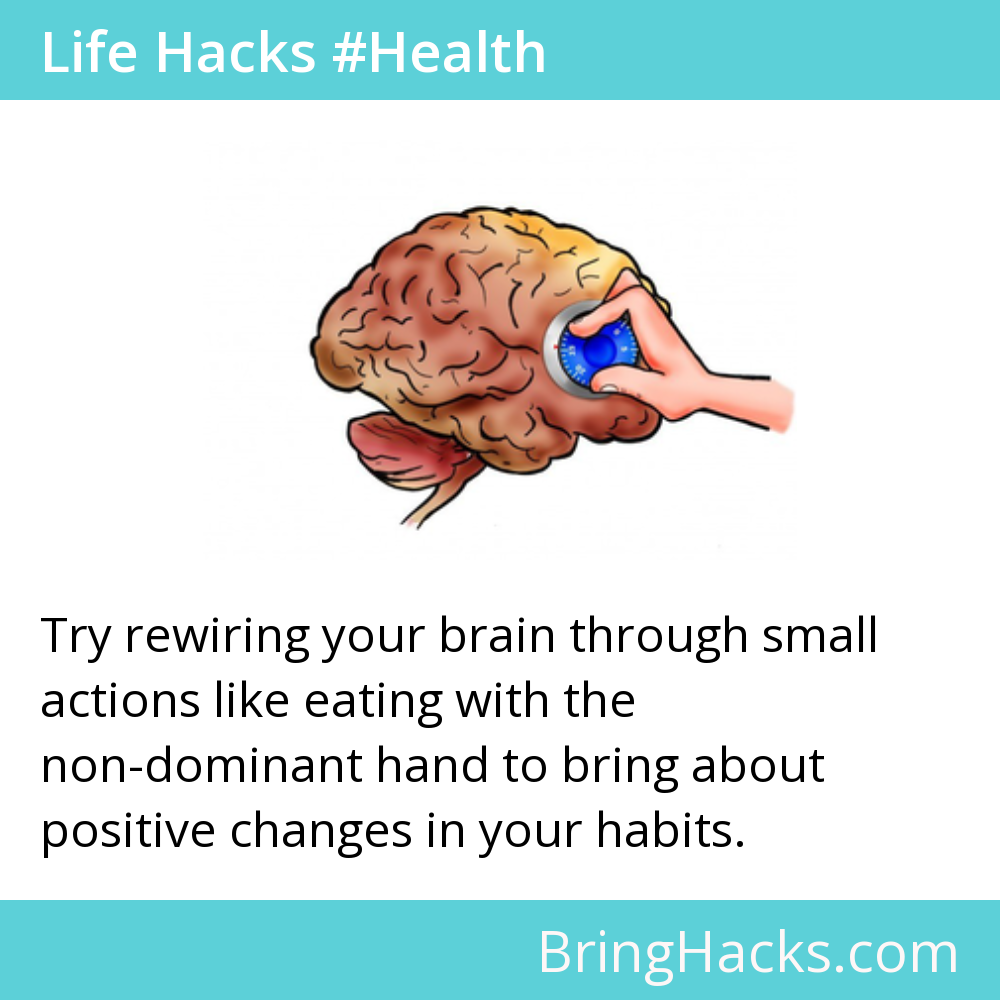 Life Hacks #Health
Try rewiring your brain through small
actions like eating with the
non-dominant hand to bring about
positive changes in your habits.
BringHacks.com